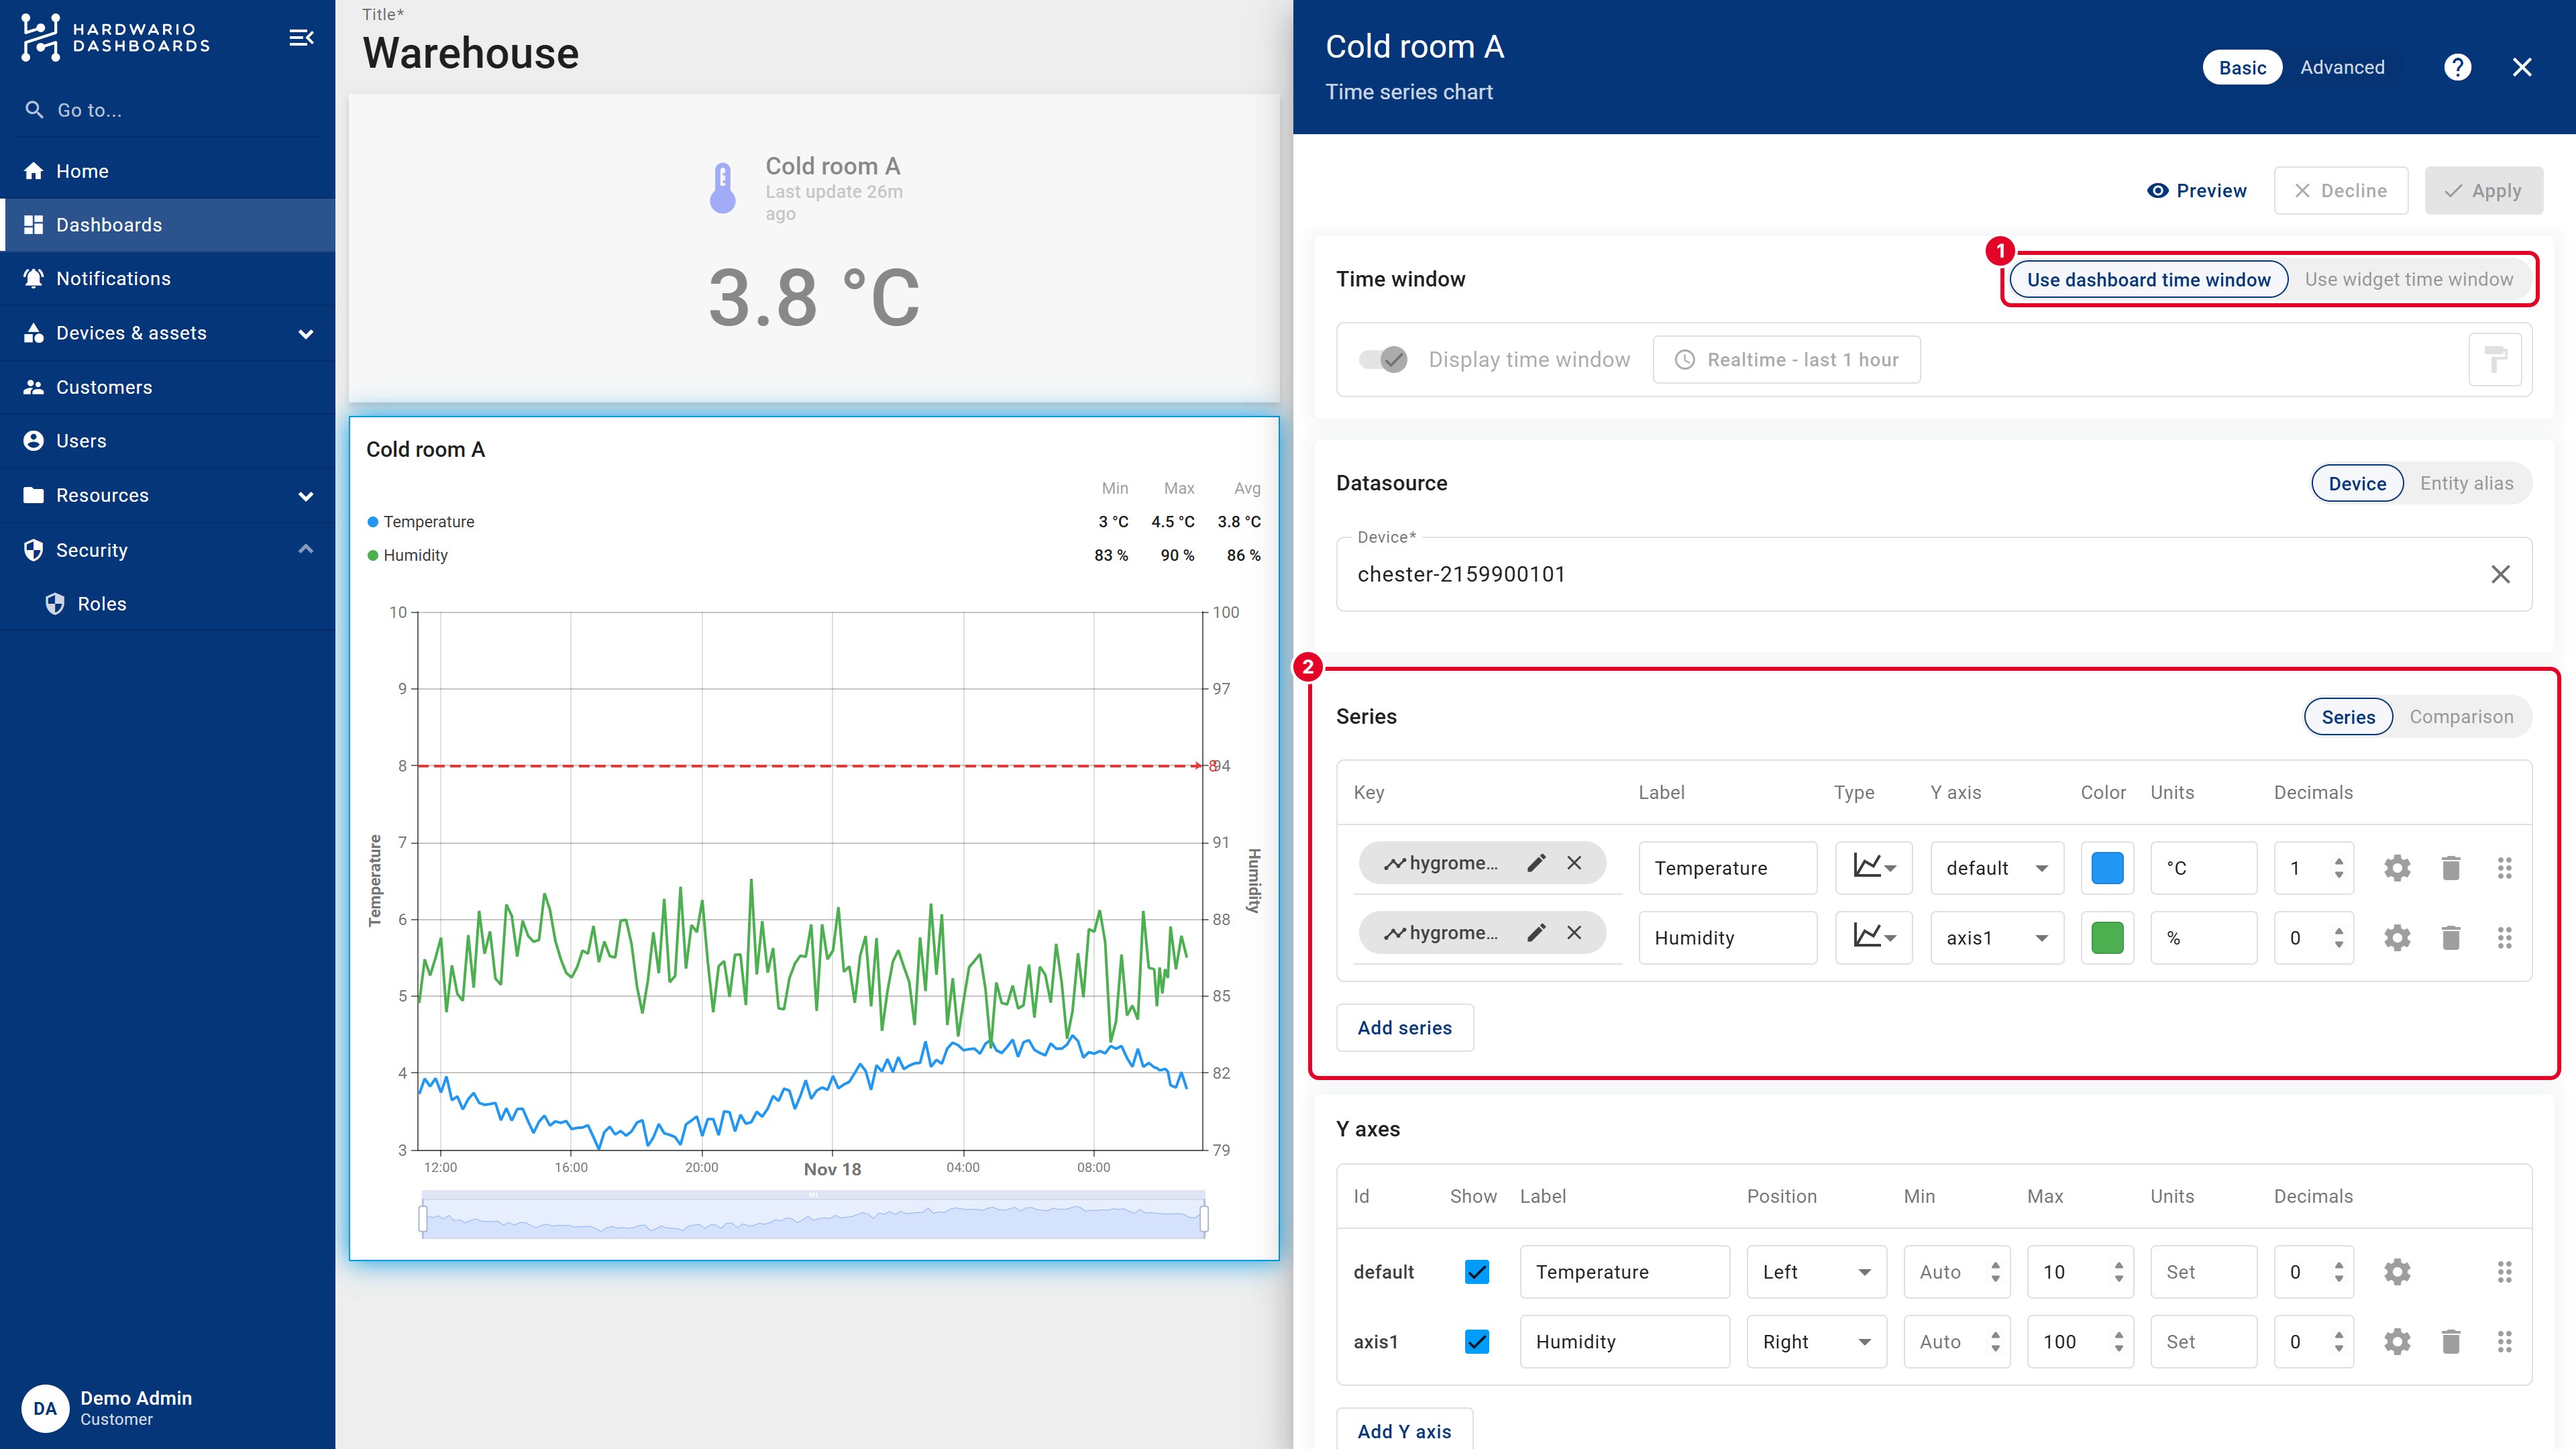 HARDWARIO
DASHBOARDS
Go to...
Home
Dashboards
Notifications
Devices & assets
Customers
Users
Resources
Security
Roles
DA
Demo Admin
Customer
Title*
Warehouse
Cold room A
Last update 26m
ago
3.8 °C
Cold room A
Min Max Avg
Temperature 3 °C 4.5 °C 3.8 °C
Humidity 83 % 90 % 86 %
10 100
9 97
8 8 94
7 91
6 88
5 85
4 82
3 79
Temperature
Humidity
12:00 16:00 20:00 Nov 18 04:00 08:00
Cold room A
Time series chart
Basic Advanced
?
Preview Decline Apply
1
Time window Use dashboard time window Use widget time window
Display time window Realtime - last 1 hour
Datasource Device Entity alias
Device*
chester-2159900101
2
Series Series Comparison
Key Label Type Y axis Color Units Decimals
hygrome... Temperature default °C 1
hygrome... Humidity axis1 % 0
Add series
Y axes
Id Show Label Position Min Max Units Decimals
default Temperature Left Auto 10 Set 0
axis1 Humidity Right Auto 100 Set 0
Add Y axis